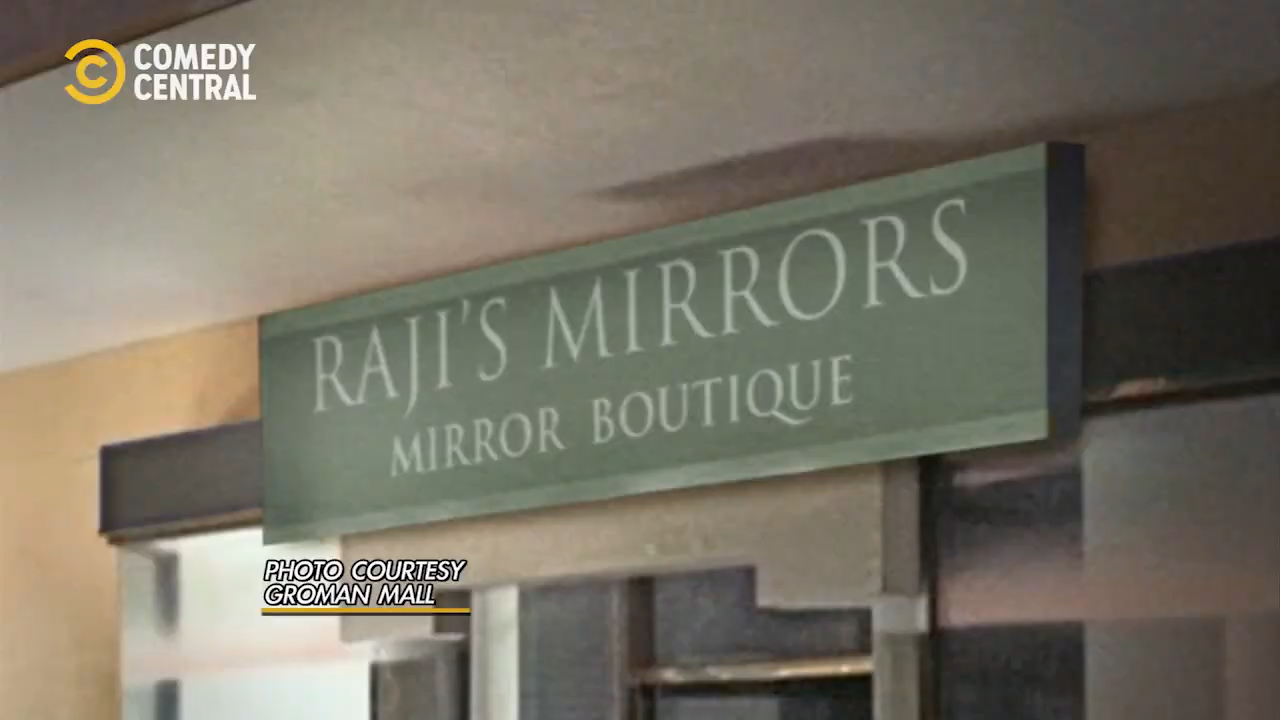 COMEDY
CENTRAL
RAJI'S MIRRORS
MIRROR BOUTIQUE
PHOTO COURTESY
GROMAN MALL